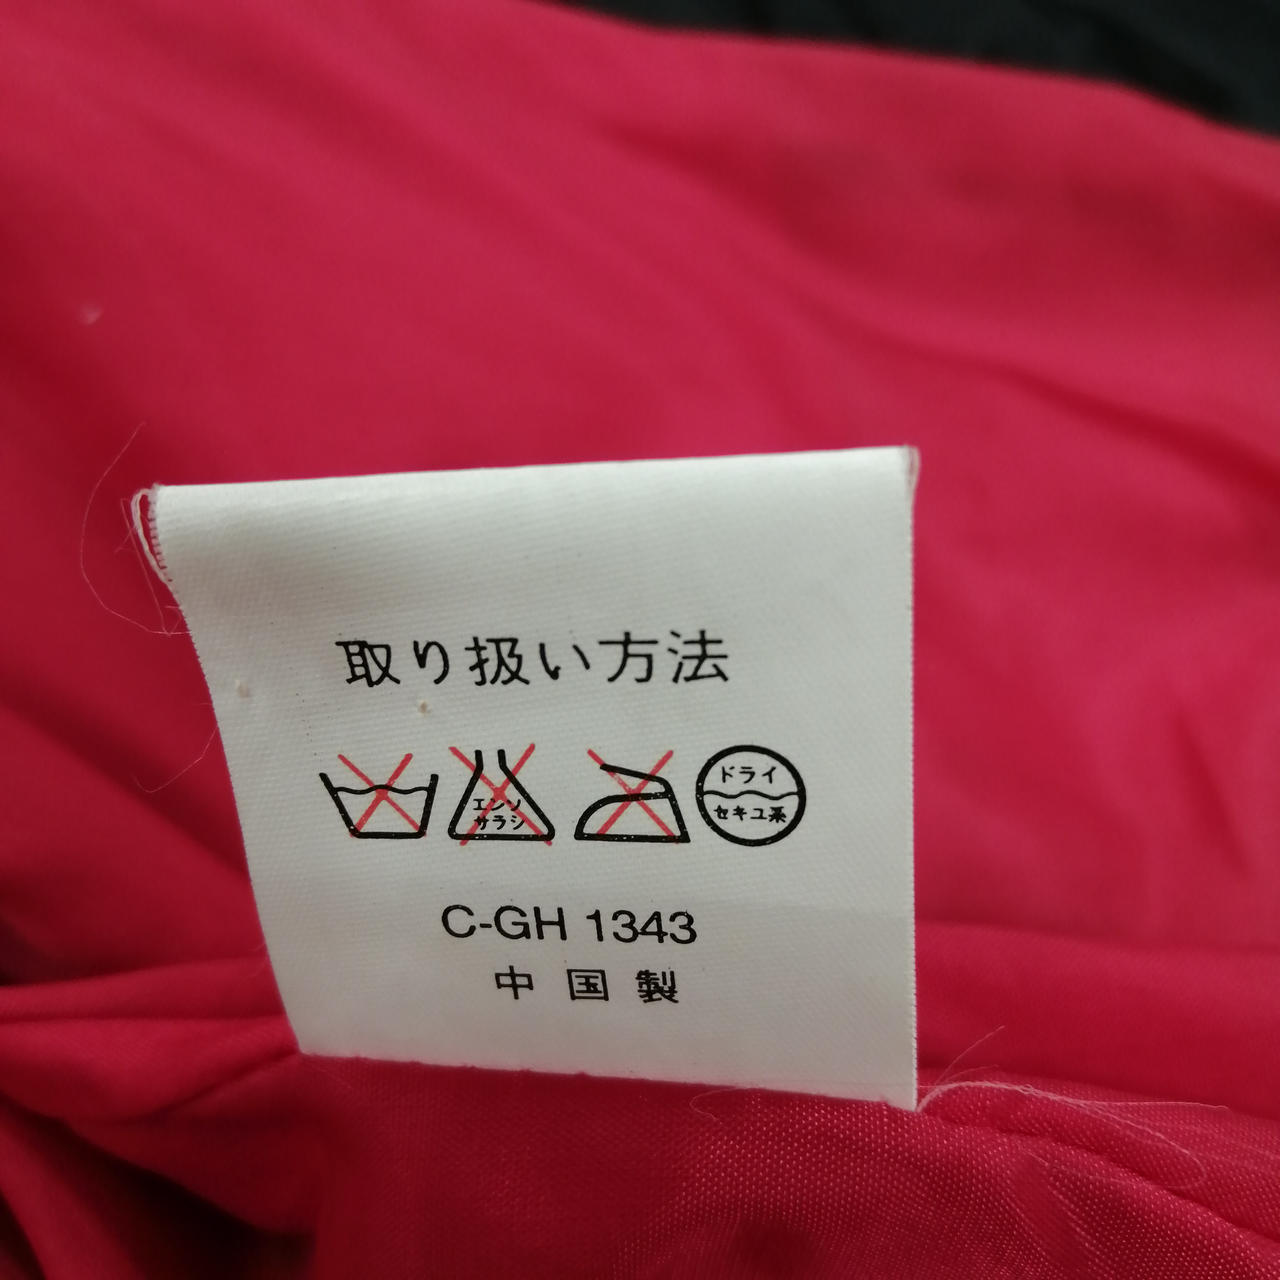 取り扱い方法
エンソ
サラシ
ドライ
セキユ系
C-GH 1343
中国製